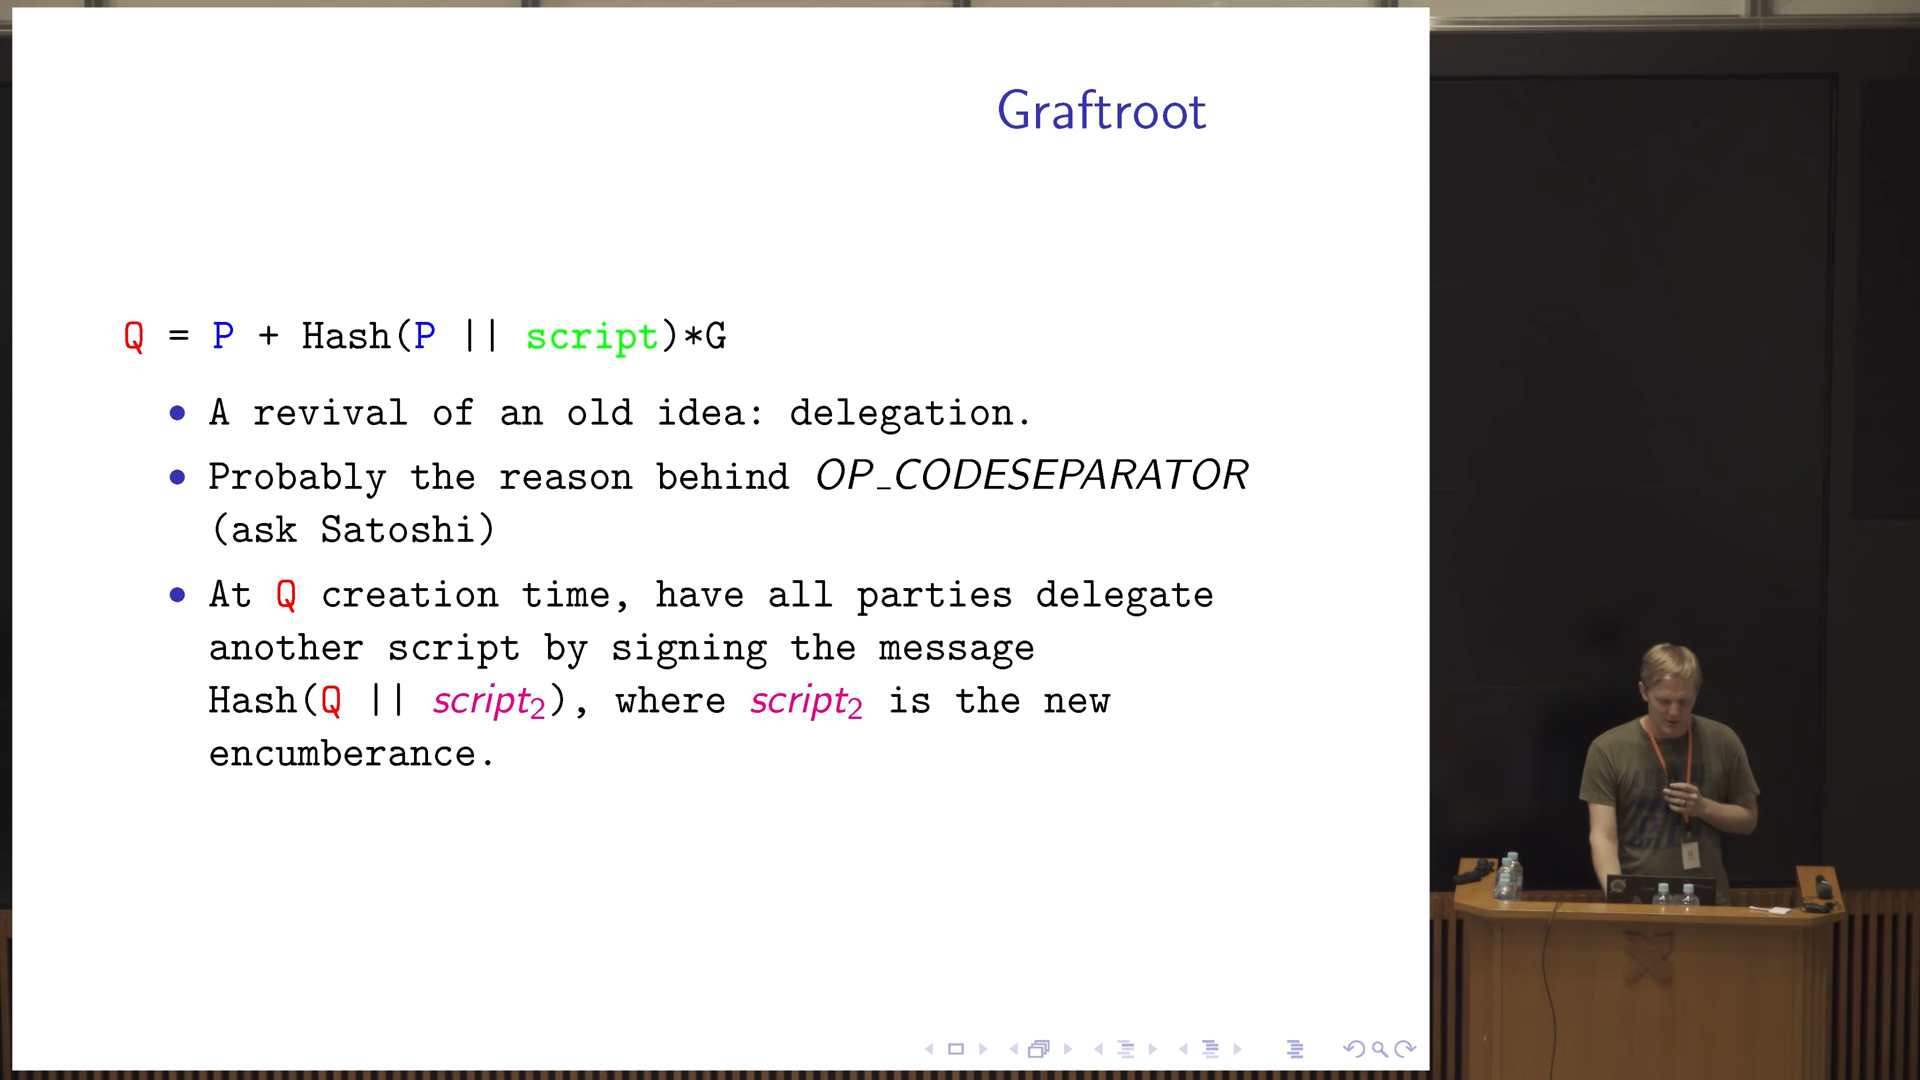 Graftroot
Q = P + Hash(P || script)*G
• A revival of an old idea: delegation.
• Probably the reason behind OP_CODESEPARATOR
(ask Satoshi)
• At Q creation time, have all parties delegate
another script by signing the message
Hash(Q || script₂), where script₂ is the new
encumberance.